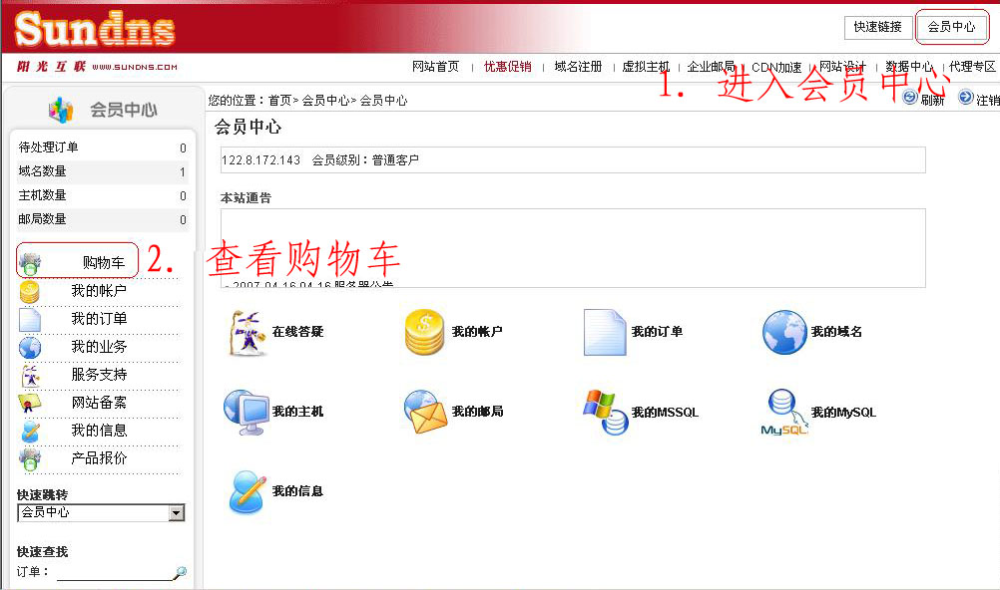 Sundns
快速链接 会员中心
阳光互联 www.sundns.com
网站首页 | 优惠促销 | 域名注册 | 虚拟主机 | 企业邮局 | CDN加速 | 网站设计 | 数据中心 | 代理专区
1. 进入会员中心
会员中心
您的位置：首页> 会员中心> 会员中心
刷新 注销
会员中心
待处理订单 0
域名数量 1
主机数量 0
邮局数量 0
122.8.172.143 会员级别：普通客户
本站通告
购物车
2. 查看购物车
- 2007-04-16 04-16 服务器公告
我的帐户
我的订单
我的业务
服务支持
网站备案
我的信息
产品报价
在线答疑 我的帐户 我的订单 我的域名
我的主机 我的邮局 我的MSSQL MySQL 我的MySQL
我的信息
快速跳转
会员中心
快速查找
订单：